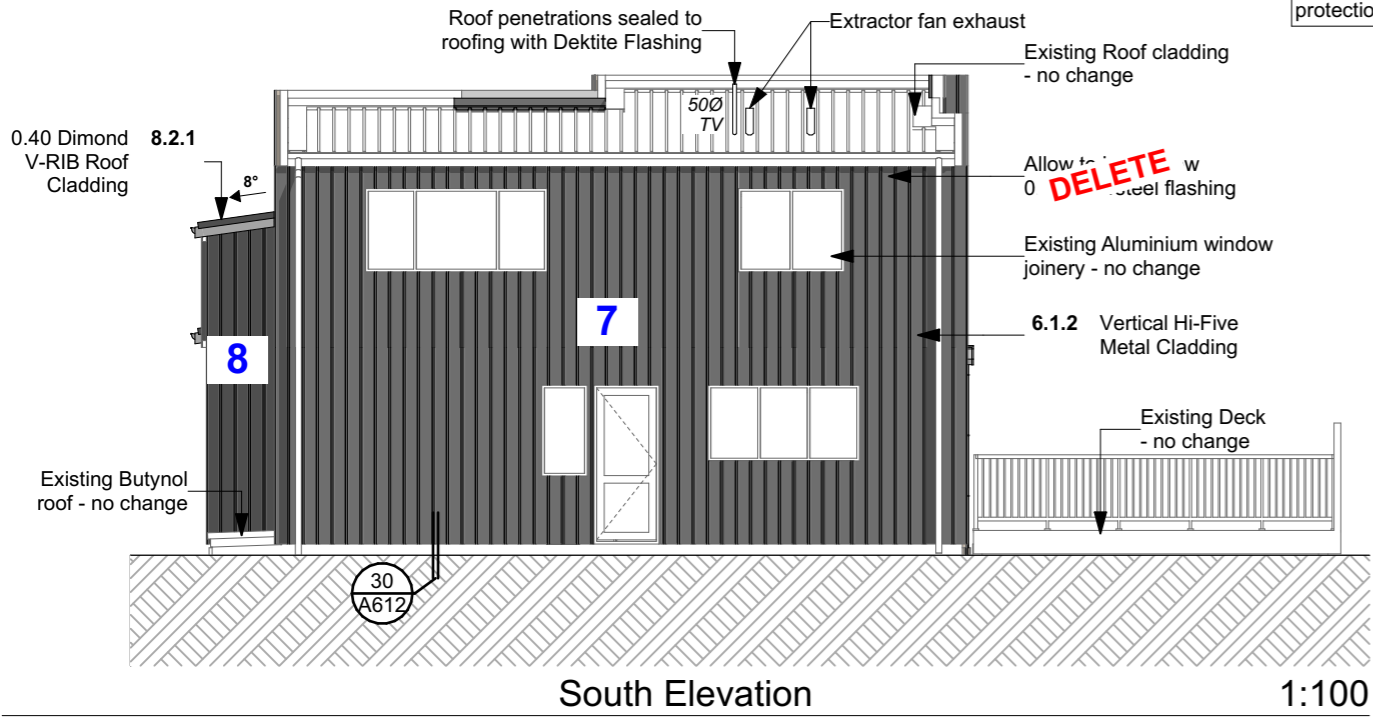 protectio
Roof penetrations sealed to
roofing with Dektite Flashing
Extractor fan exhaust
Existing Roof cladding
- no change
50Ø
TV
0.40 Dimond
V-RIB Roof
Cladding
8.2.1
8°
Allow to w
0 steel flashing
DELETE
Existing Aluminium window
joinery - no change
7
6.1.2 Vertical Hi-Five
Metal Cladding
8
Existing Deck
- no change
Existing Butynol
roof - no change
30
A612
South Elevation
1:100